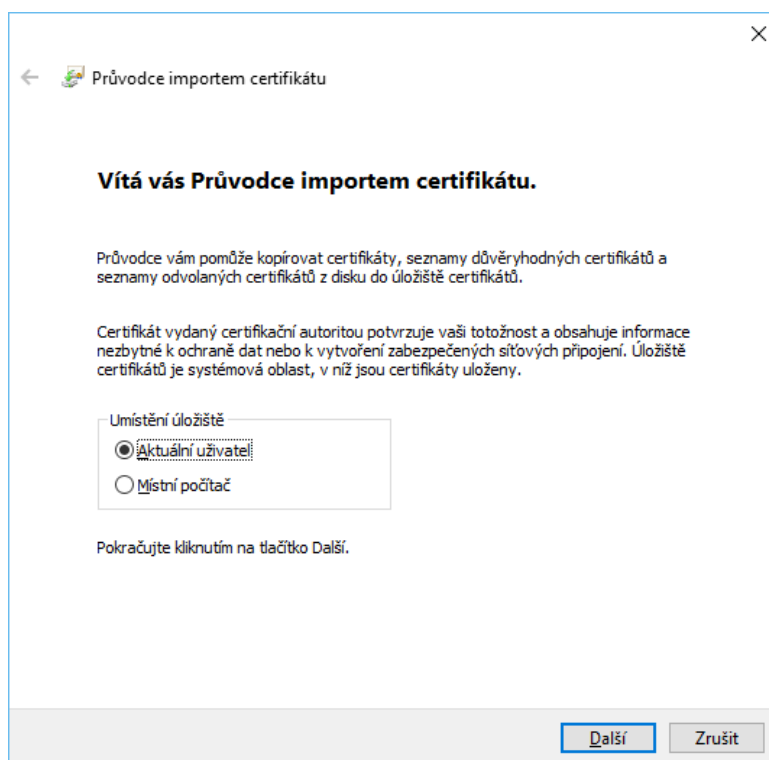 Průvodce importem certifikátu
Vítá vás Průvodce importem certifikátu.
Průvodce vám pomůže kopírovat certifikáty, seznamy důvěryhodných certifikátů a
seznamy odvolaných certifikátů z disku do úložiště certifikátů.
Certifikát vydaný certifikační autoritou potvrzuje vaši totožnost a obsahuje informace
nezbytné k ochraně dat nebo k vytvoření zabezpečených síťových připojení. Úložiště
certifikátů je systémová oblast, v níž jsou certifikáty uloženy.
Umístění úložiště
Aktuální uživatel
Místní počítač
Pokračujte kliknutím na tlačítko Další.
Další
Zrušit